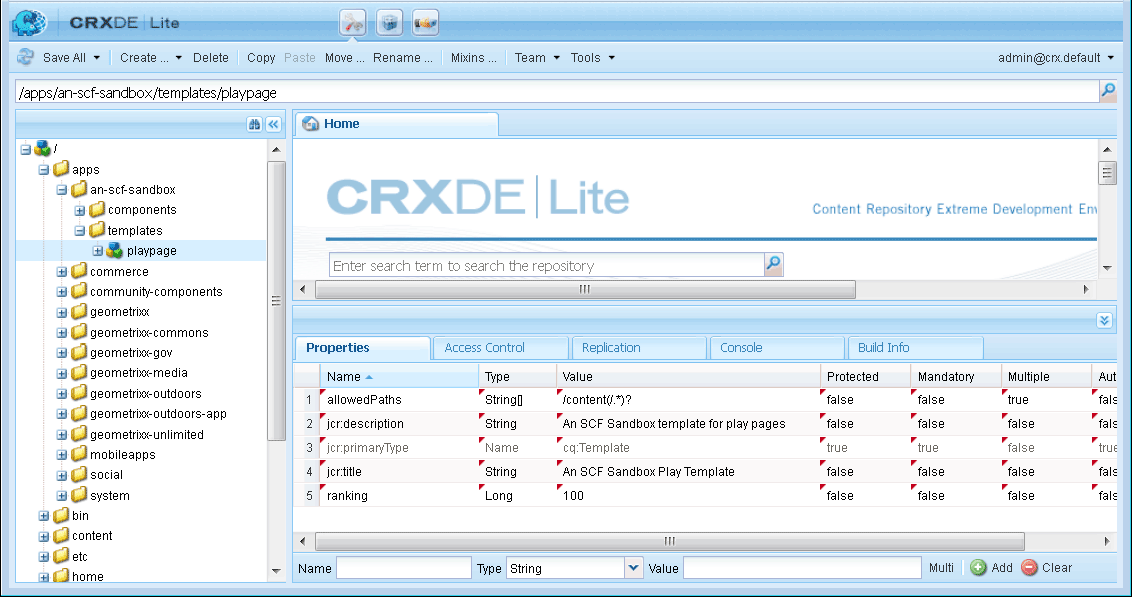 CRXDE | Lite
Save All Create ... Delete Copy Paste Move ... Rename ... Mixins ... Team Tools admin@crx.default
/apps/an-scf-sandbox/templates/playpage
/
apps
an-scf-sandbox
components
templates
playpage
commerce
community-components
geometrixx
geometrixx-commons
geometrixx-gov
geometrixx-media
geometrixx-outdoors
geometrixx-outdoors-app
geometrixx-unlimited
mobileapps
social
system
bin
content
etc
home
Home
CRXDE | Lite
Content Repository Extreme Development Env
Enter search term to search the repository
Properties Access Control Replication Console Build Info
Name Type Value Protected Mandatory Multiple Aut
1 allowedPaths String[] /content(/.*)? false false true fals
2 jcr:description String An SCF Sandbox template for play pages false false false fals
3 jcr:primaryType Name cq:Template true true false true
4 jcr:title String An SCF Sandbox Play Template false false false fals
5 ranking Long 100 false false false fals
Name Type String Value Multi Add Clear